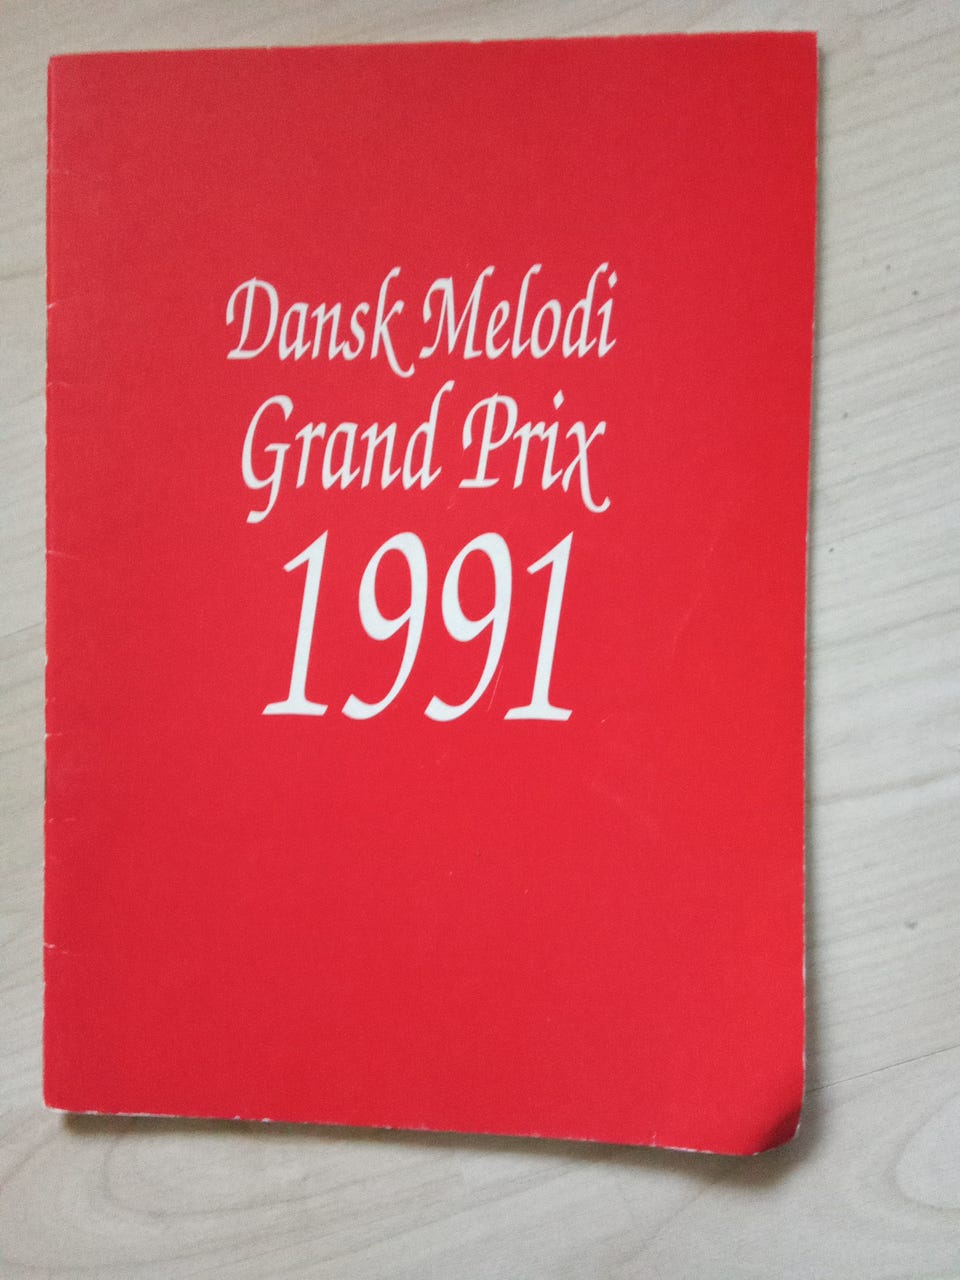 Dansk Melodi
Grand Prix
1991